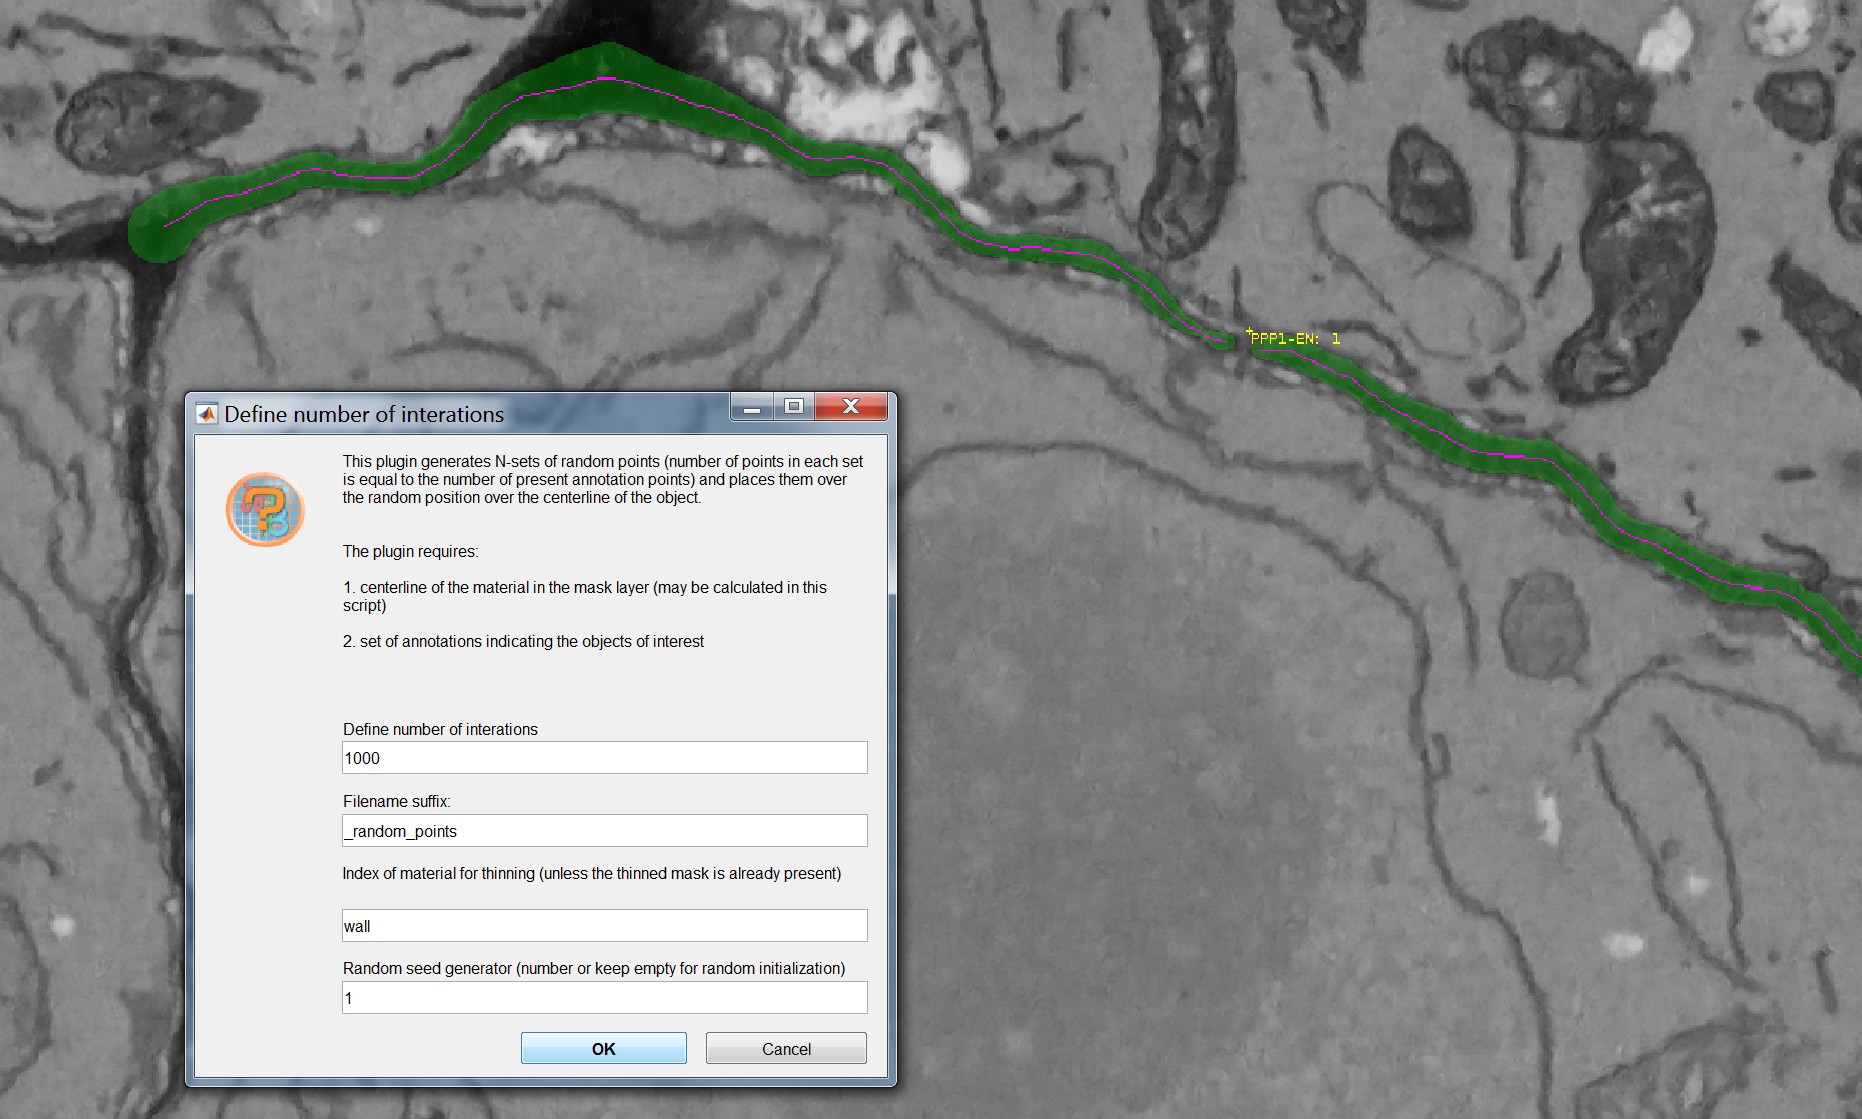 PPP1-EN: 1
Define number of interations
This plugin generates N-sets of random points (number of points in each set
is equal to the number of present annotation points) and places them over
the random position over the centerline of the object.
The plugin requires:
1. centerline of the material in the mask layer (may be calculated in this
script)
2. set of annotations indicating the objects of interest
Define number of interations
1000
Filename suffix:
_random_points
Index of material for thinning (unless the thinned mask is already present)
wall
Random seed generator (number or keep empty for random initialization)
1
OK
Cancel